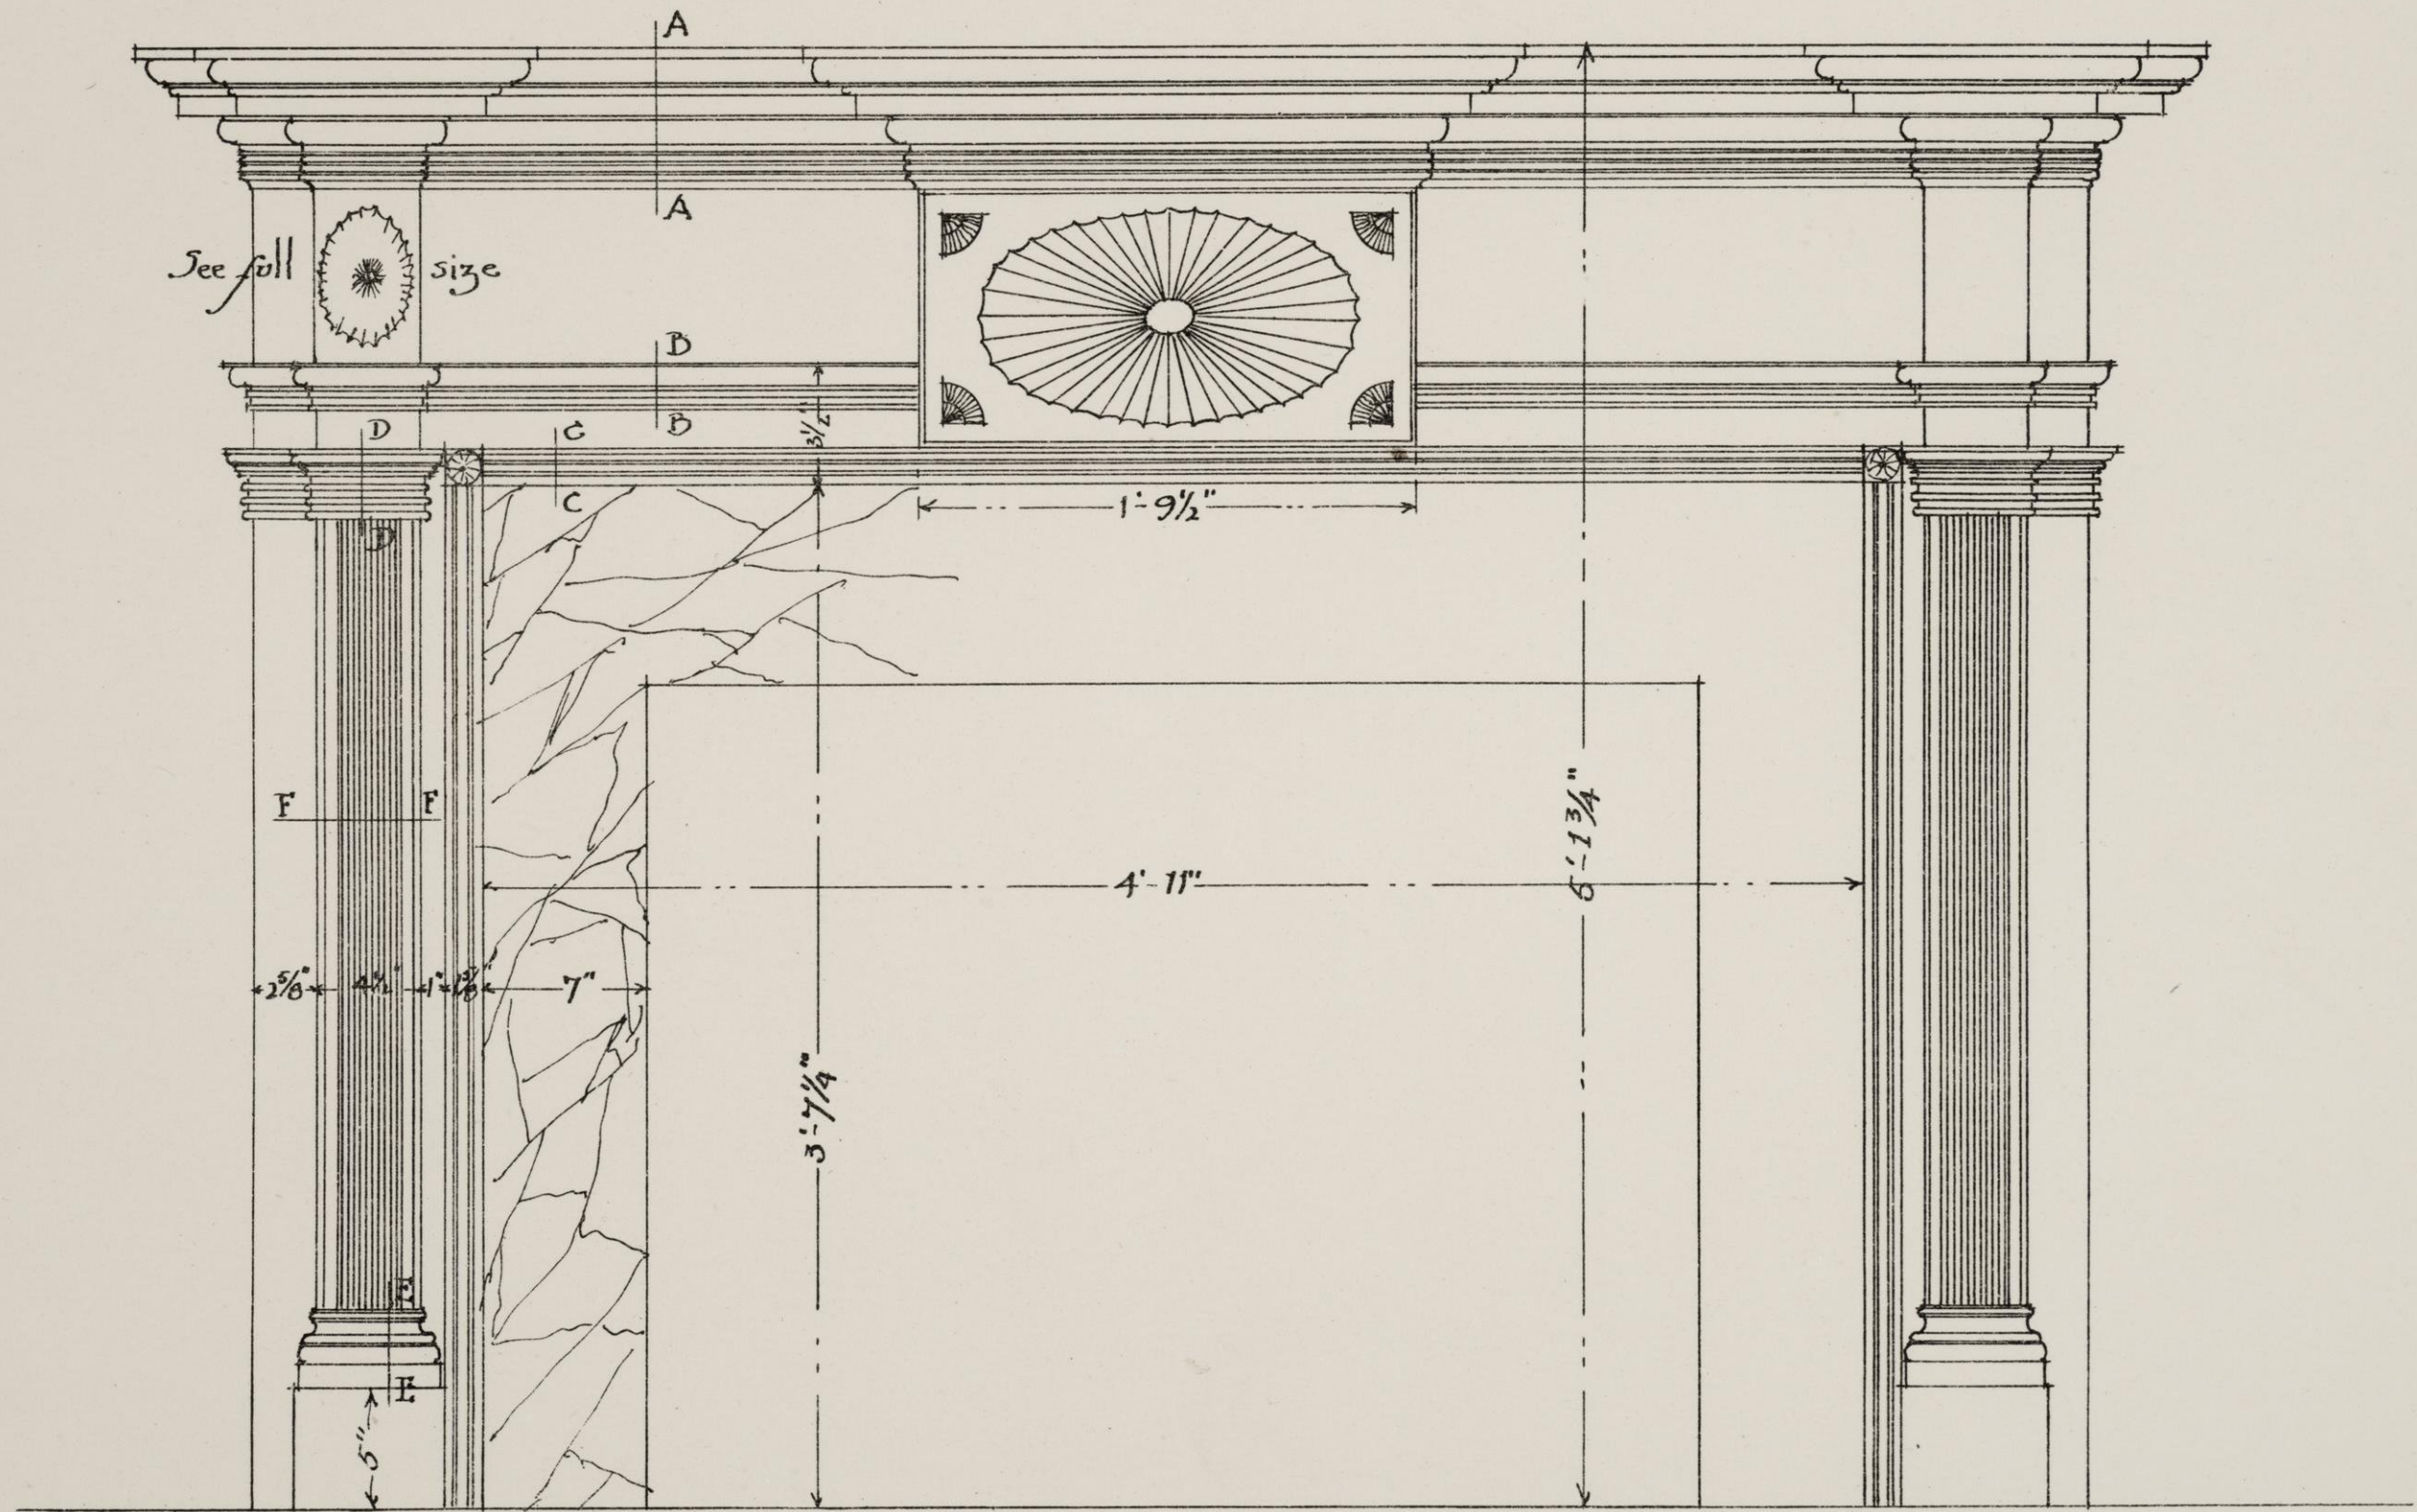 A
A
See full size
B
B
3½"
D
C
C
D
1'-9½"
F F
5'-1¾"
4'-11"
2⅝" 4½" 1" 1⅝" 7"
3'-7¼"
E
E
5"